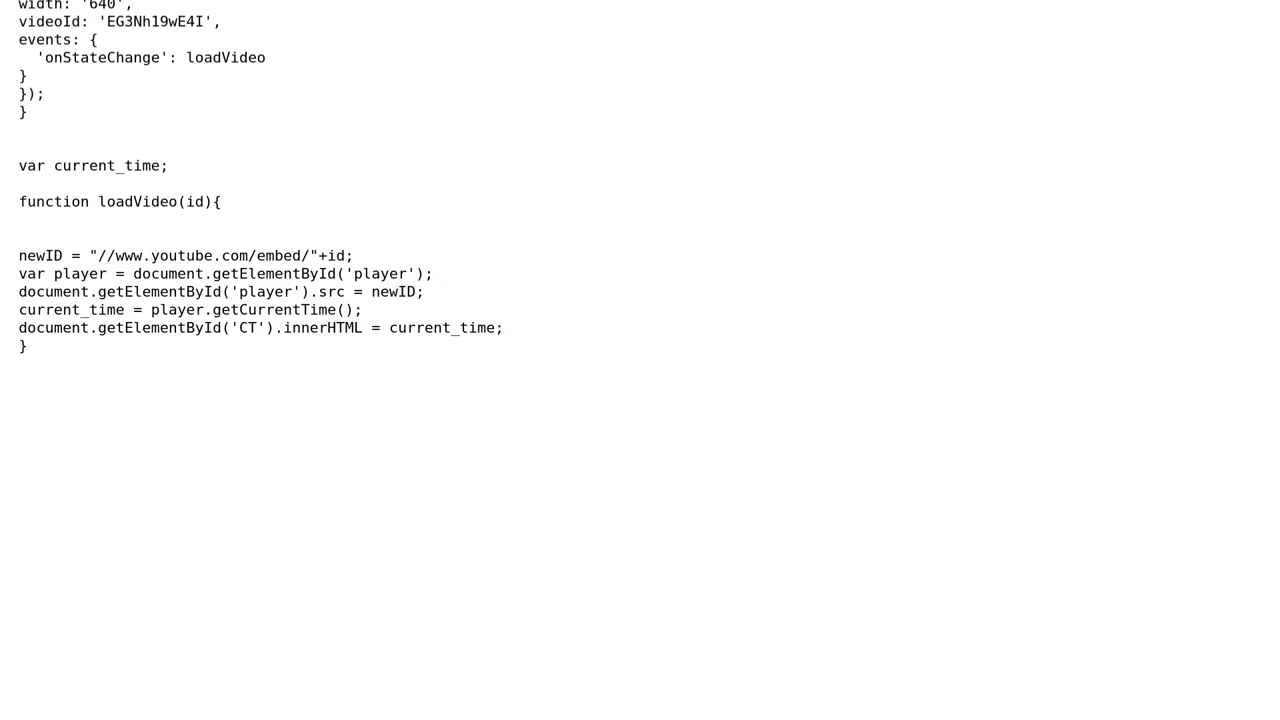 width: '640',
videoId: 'EG3Nh19wE4I',
events: {
'onStateChange': loadVideo
}
});
}
var current_time;
function loadVideo(id){
newID = "//www.youtube.com/embed/"+id;
var player = document.getElementById('player');
document.getElementById('player').src = newID;
current_time = player.getCurrentTime();
document.getElementById('CT').innerHTML = current_time;
}